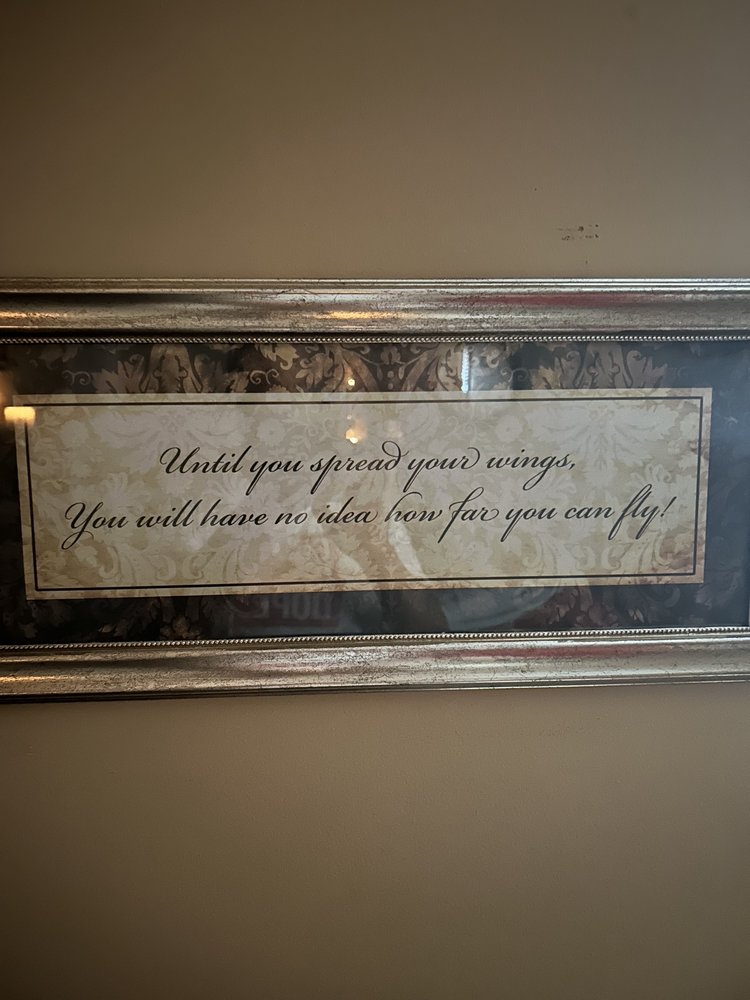 Until you spread your wings,
You will have no idea how far you can fly!